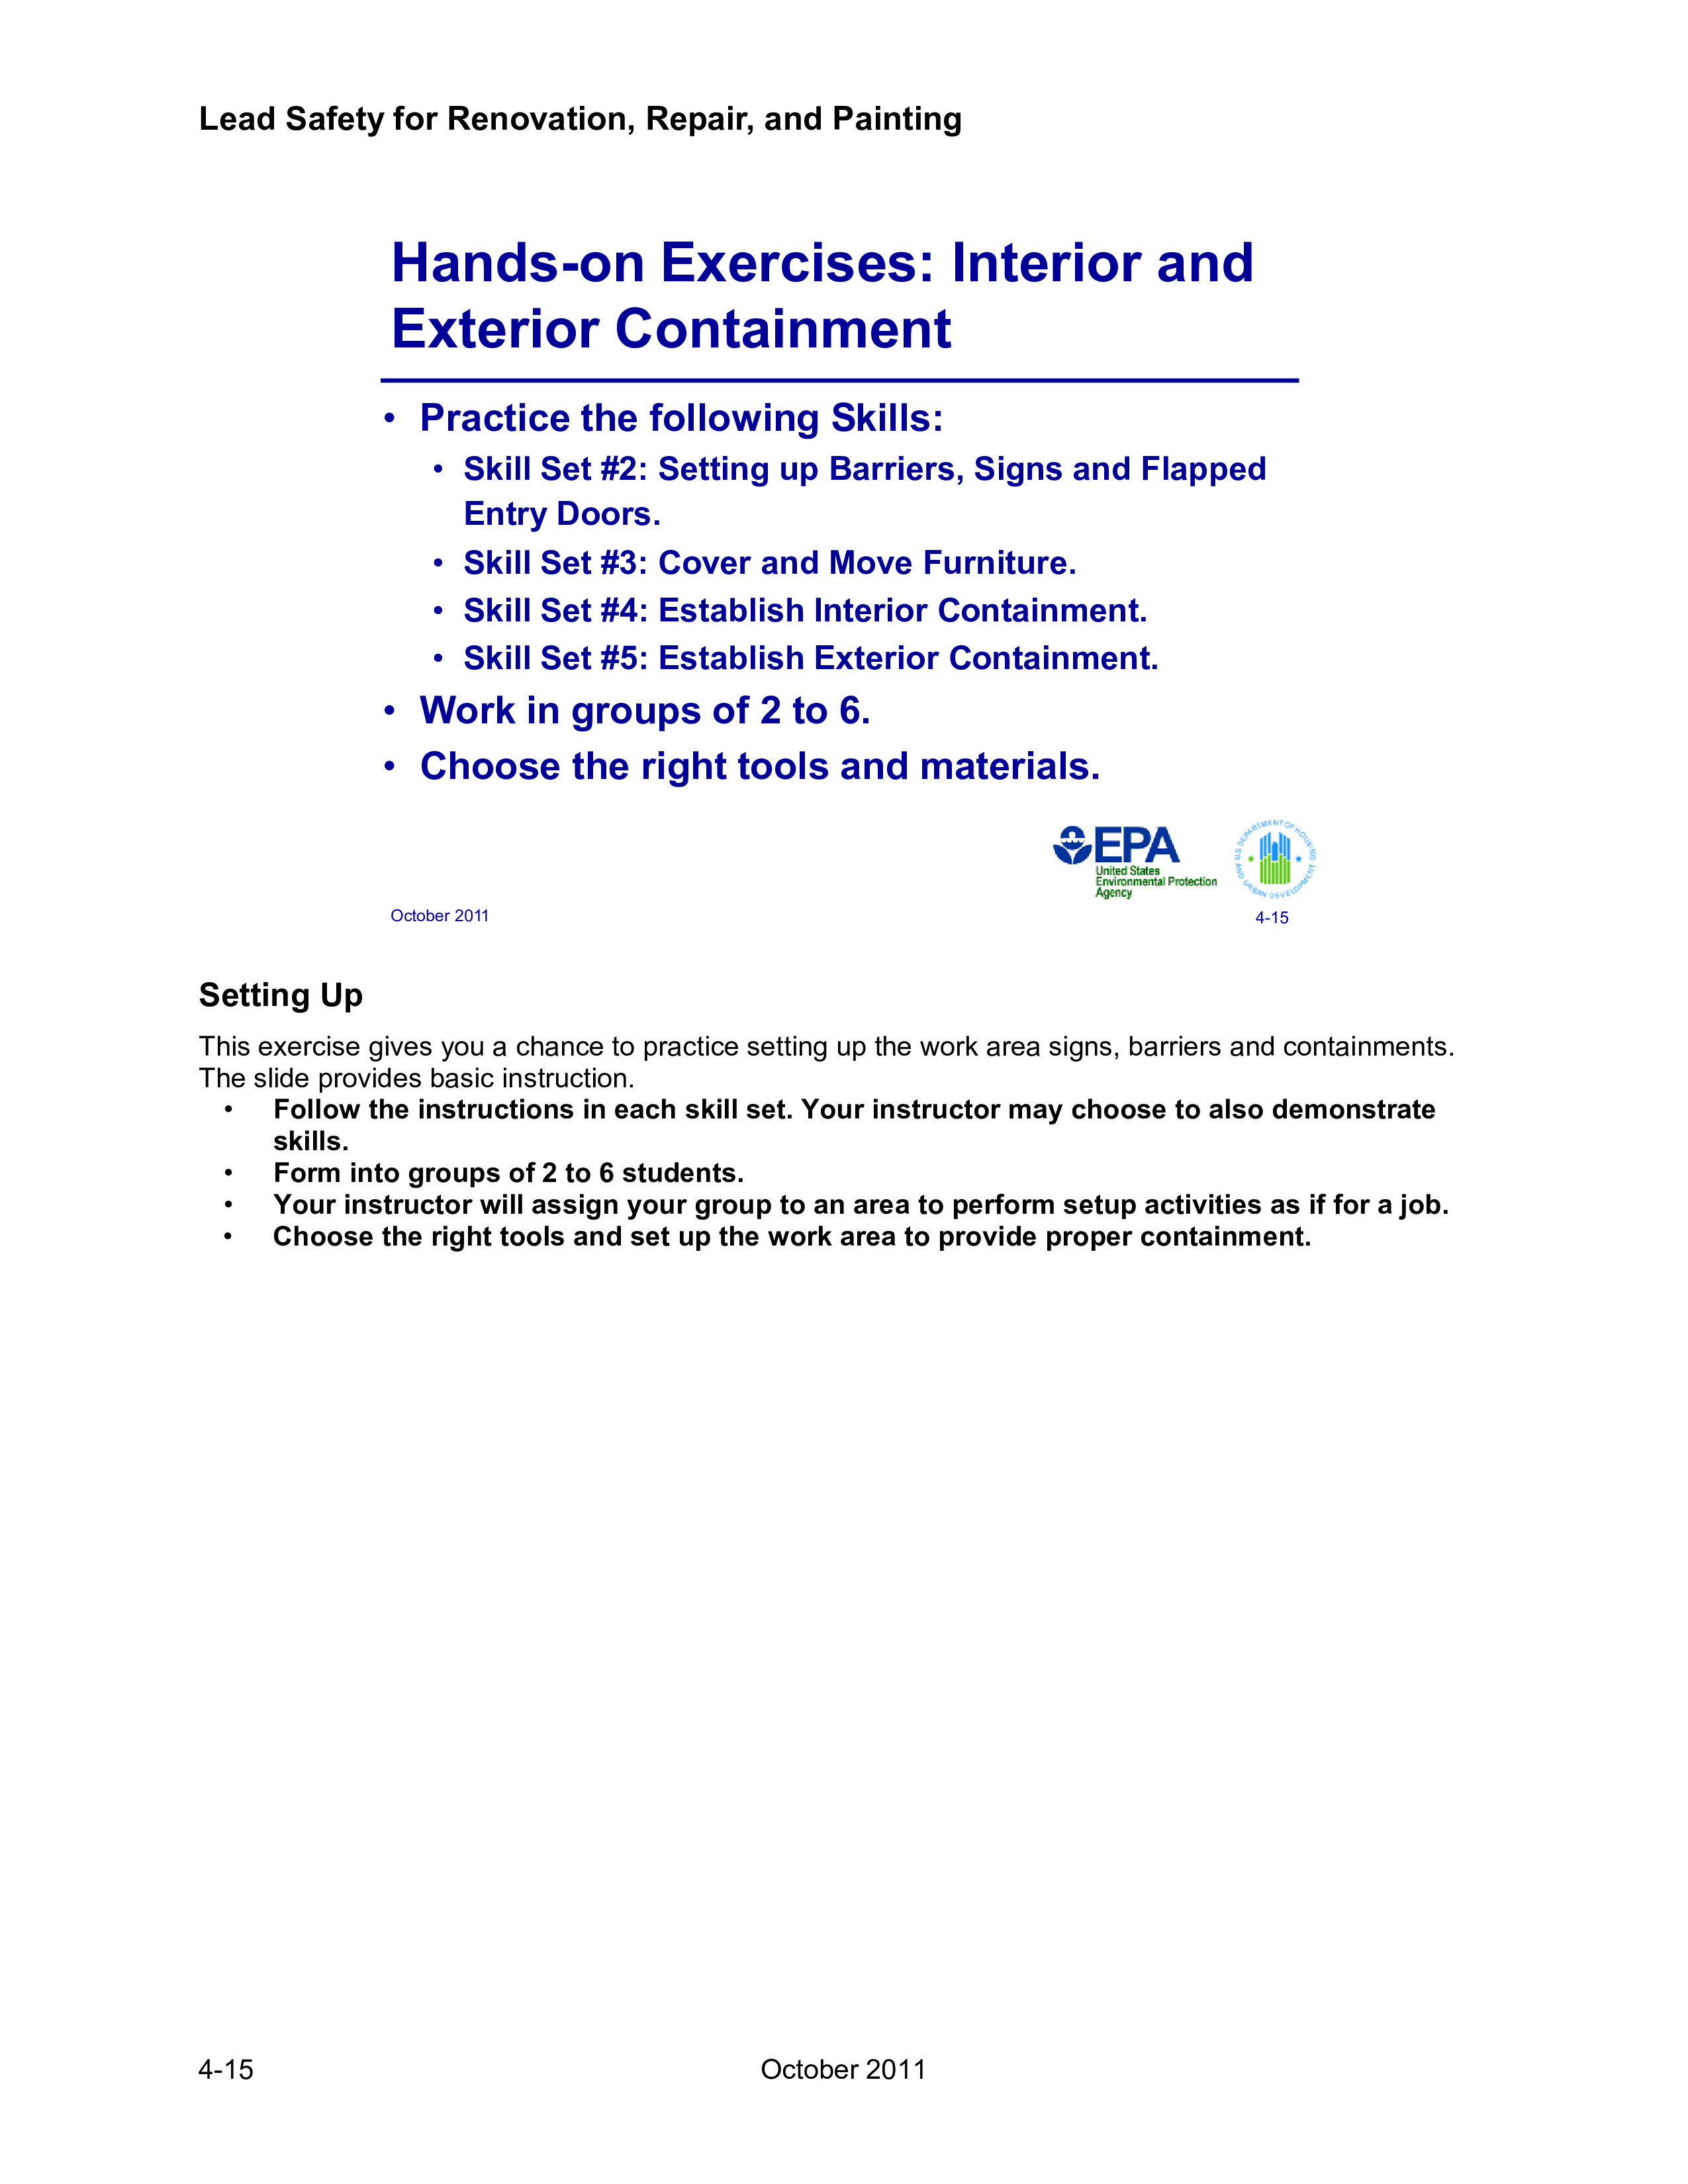 Lead Safety for Renovation, Repair, and Painting
Hands-on Exercises: Interior and
Exterior Containment
• Practice the following Skills:
• Skill Set #2: Setting up Barriers, Signs and Flapped
Entry Doors.
• Skill Set #3: Cover and Move Furniture.
• Skill Set #4: Establish Interior Containment.
• Skill Set #5: Establish Exterior Containment.
• Work in groups of 2 to 6.
• Choose the right tools and materials.
EPA
United States
Environmental Protection
Agency
U.S. DEPARTMENT OF HOUSING AND URBAN DEVELOPMENT
October 2011
4-15
Setting Up
This exercise gives you a chance to practice setting up the work area signs, barriers and containments.
The slide provides basic instruction.
• Follow the instructions in each skill set. Your instructor may choose to also demonstrate
skills.
• Form into groups of 2 to 6 students.
• Your instructor will assign your group to an area to perform setup activities as if for a job.
• Choose the right tools and set up the work area to provide proper containment.
4-15
October 2011